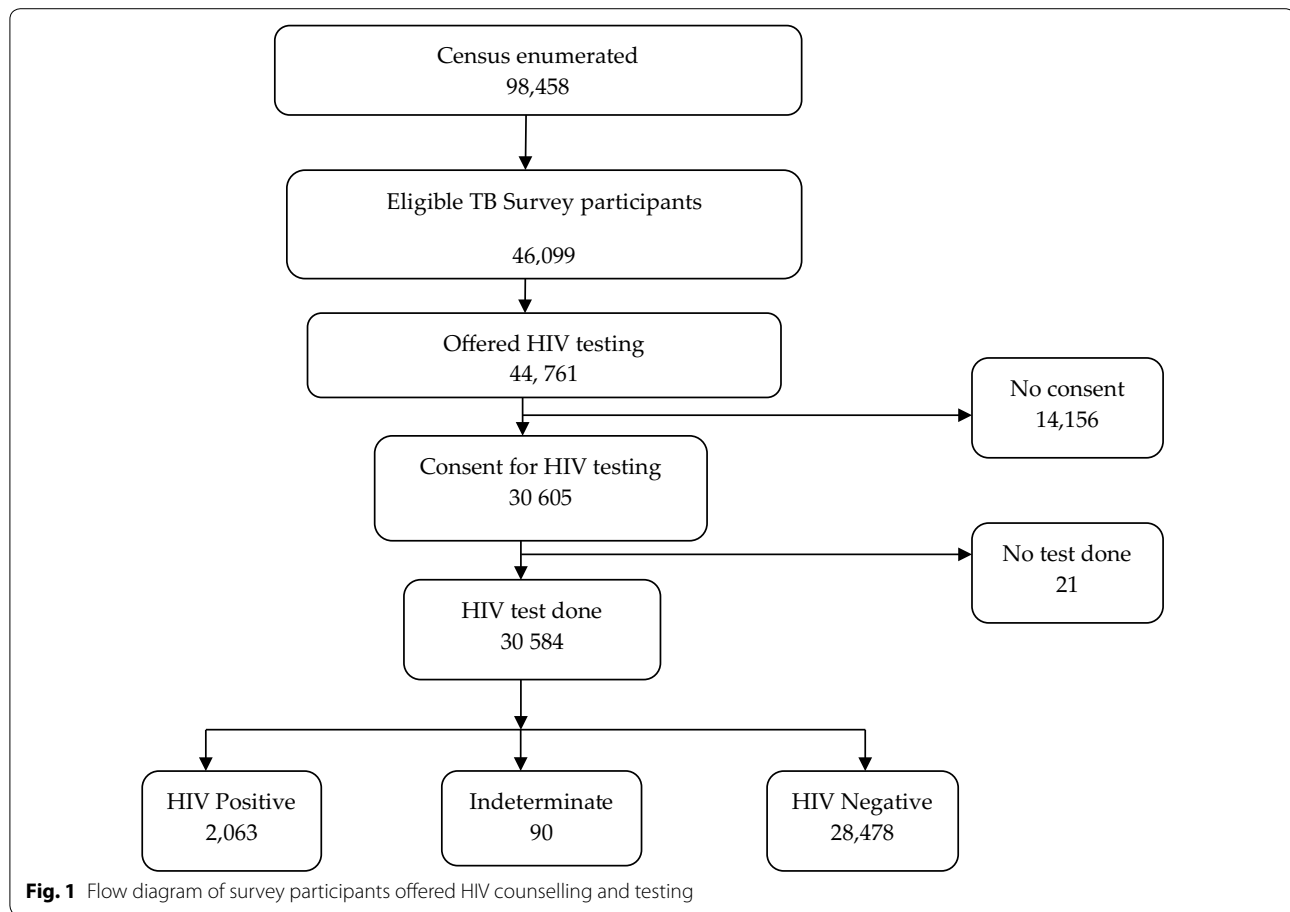 Census enumerated
98,458
Eligible TB Survey participants
46,099
Offered HIV testing
44, 761
No consent
14,156
Consent for HIV testing
30 605
No test done
21
HIV test done
30 584
HIV Positive
2,063
Indeterminate
90
HIV Negative
28,478
Fig. 1 Flow diagram of survey participants offered HIV counselling and testing